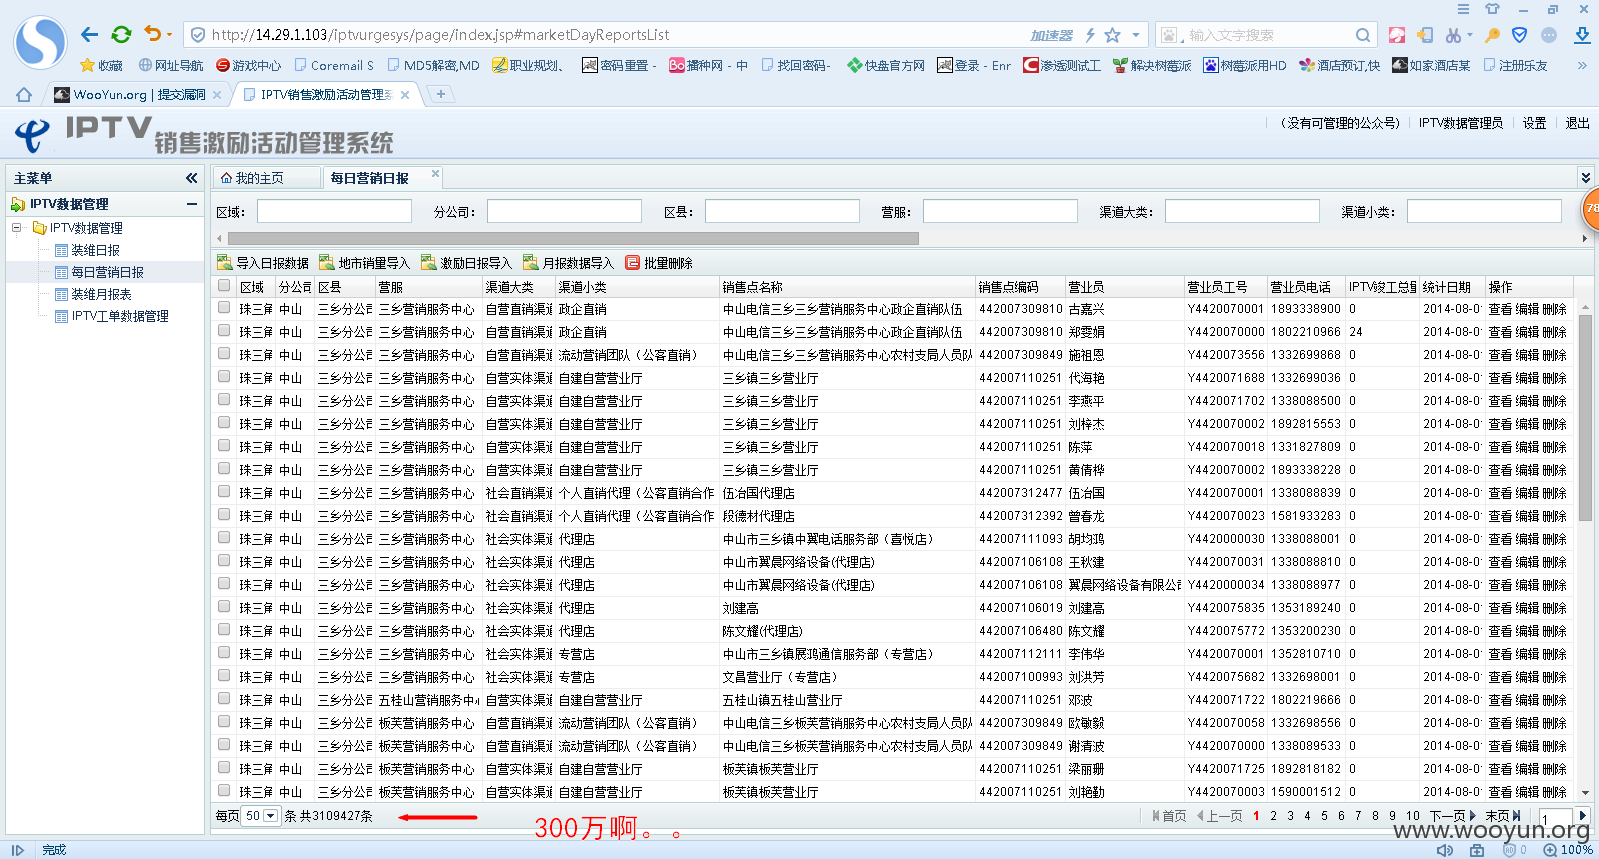 http://14.29.1.103/iptvurgesys/page/index.jsp#marketDayReportsList 加速器 输入文字搜索
收藏 网址导航 游戏中心 Coremail S MD5解密,MD 职业规划、 密码重置 - 播种网 - 中 找回密码- 快盘官方网 登录 - Enr 渗透测试工 解决树莓派 树莓派用HD 酒店预订,快 如家酒店某 注册乐友
WooYun.org | 提交漏洞 IPTV销售激励活动管理系
IPTV销售激励活动管理系统
(没有可管理的公众号) IPTV数据管理员 设置 退出
主菜单
IPTV数据管理
IPTV数据管理
装维日报
每日营销日报
装维月报表
IPTV工单数据管理
我的主页 每日营销日报
78
区域: 分公司: 区县: 营服: 渠道大类: 渠道小类:
导入日报数据 地市销量导入 激励日报导入 月报数据导入 批量删除
区域 分公司 区县 营服 渠道大类 渠道小类 销售点名称 销售点编码 营业员 营业员工号 营业员电话 IPTV竣工总量 统计日期 操作
珠三角 中山 三乡分公司 三乡营销服务中心 自营直销渠道 政企直销 中山电信三乡三乡营销服务中心政企直销队伍 442007309810 古嘉兴 Y4420070001 1893338900 0 2014-08-0 查看 编辑 删除
珠三角 中山 三乡分公司 三乡营销服务中心 自营直销渠道 政企直销 中山电信三乡三乡营销服务中心政企直销队伍 442007309810 郑雯娟 Y4420070000 1802210966 24 2014-08-0 查看 编辑 删除
珠三角 中山 三乡分公司 三乡营销服务中心 自营直销渠道 流动营销团队（公客直销） 中山电信三乡三乡营销服务中心农村支局人员队 442007309849 施祖恩 Y4420073556 1332699868 0 2014-08-0 查看 编辑 删除
珠三角 中山 三乡分公司 三乡营销服务中心 自营实体渠道 自建自营营业厅 三乡镇三乡营业厅 442007110251 代海艳 Y4420071688 1332699036 0 2014-08-0 查看 编辑 删除
珠三角 中山 三乡分公司 三乡营销服务中心 自营实体渠道 自建自营营业厅 三乡镇三乡营业厅 442007110251 李燕平 Y4420071702 1338088500 0 2014-08-0 查看 编辑 删除
珠三角 中山 三乡分公司 三乡营销服务中心 自营实体渠道 自建自营营业厅 三乡镇三乡营业厅 442007110251 刘梓杰 Y4420070002 1892815553 0 2014-08-0 查看 编辑 删除
珠三角 中山 三乡分公司 三乡营销服务中心 自营实体渠道 自建自营营业厅 三乡镇三乡营业厅 442007110251 陈萍 Y4420070018 1331827809 0 2014-08-0 查看 编辑 删除
珠三角 中山 三乡分公司 三乡营销服务中心 自营实体渠道 自建自营营业厅 三乡镇三乡营业厅 442007110251 黄倩桦 Y4420070002 1893338228 0 2014-08-0 查看 编辑 删除
珠三角 中山 三乡分公司 三乡营销服务中心 社会直销渠道 个人直销代理（公客直销合作 伍冶国代理店 442007312477 伍冶国 Y4420070001 1338088839 0 2014-08-0 查看 编辑 删除
珠三角 中山 三乡分公司 三乡营销服务中心 社会直销渠道 个人直销代理（公客直销合作 段德材代理店 442007312392 曾春龙 Y4420070023 1581933283 0 2014-08-0 查看 编辑 删除
珠三角 中山 三乡分公司 三乡营销服务中心 社会实体渠道 代理店 中山市三乡镇中翼电话服务部（喜悦店） 442007111093 胡均鸿 Y4420000030 1338088001 0 2014-08-0 查看 编辑 删除
珠三角 中山 三乡分公司 三乡营销服务中心 社会实体渠道 代理店 中山市翼晨网络设备(代理店) 442007106108 王秋建 Y4420070031 1338088810 0 2014-08-0 查看 编辑 删除
珠三角 中山 三乡分公司 三乡营销服务中心 社会实体渠道 代理店 中山市翼晨网络设备(代理店) 442007106108 翼晨网络设备有限公司 Y4420000034 1338088977 0 2014-08-0 查看 编辑 删除
珠三角 中山 三乡分公司 三乡营销服务中心 社会实体渠道 代理店 刘建高 442007106019 刘建高 Y4420075835 1353189240 0 2014-08-0 查看 编辑 删除
珠三角 中山 三乡分公司 三乡营销服务中心 社会实体渠道 代理店 陈文耀(代理店) 442007106480 陈文耀 Y4420075772 1353200230 0 2014-08-0 查看 编辑 删除
珠三角 中山 三乡分公司 三乡营销服务中心 社会实体渠道 专营店 中山市三乡镇展鸿通信服务部（专营店） 442007112111 李伟华 Y4420070001 1352810710 0 2014-08-0 查看 编辑 删除
珠三角 中山 三乡分公司 三乡营销服务中心 社会实体渠道 专营店 文昌营业厅（专营店） 442007100993 刘洪芳 Y4420075682 1332698001 0 2014-08-0 查看 编辑 删除
珠三角 中山 三乡分公司 五桂山营销服务中心 自营实体渠道 自建自营营业厅 五桂山镇五桂山营业厅 442007110251 邓波 Y4420071722 1802219666 0 2014-08-0 查看 编辑 删除
珠三角 中山 三乡分公司 板芙营销服务中心 自营直销渠道 流动营销团队（公客直销） 中山电信三乡板芙营销服务中心农村支局人员队 442007309849 欧敏毅 Y4420070058 1332698556 0 2014-08-0 查看 编辑 删除
珠三角 中山 三乡分公司 板芙营销服务中心 自营直销渠道 流动营销团队（公客直销） 中山电信三乡板芙营销服务中心农村支局人员队 442007309849 谢清波 Y4420070000 1338089533 0 2014-08-0 查看 编辑 删除
珠三角 中山 三乡分公司 板芙营销服务中心 自营实体渠道 自建自营营业厅 板芙镇板芙营业厅 442007110251 梁丽珊 Y4420071725 1892818182 0 2014-08-0 查看 编辑 删除
珠三角 中山 三乡分公司 板芙营销服务中心 自营实体渠道 自建自营营业厅 板芙镇板芙营业厅 442007110251 刘艳勤 Y4420070003 1590001512 0 2014-08-0 查看 编辑 删除
每页 50 条 共3109427条 首页 上一页 1 2 3 4 5 6 7 8 9 10 下一页 末页 1
300万啊。。
www.wooyun.org
完成 0 100%